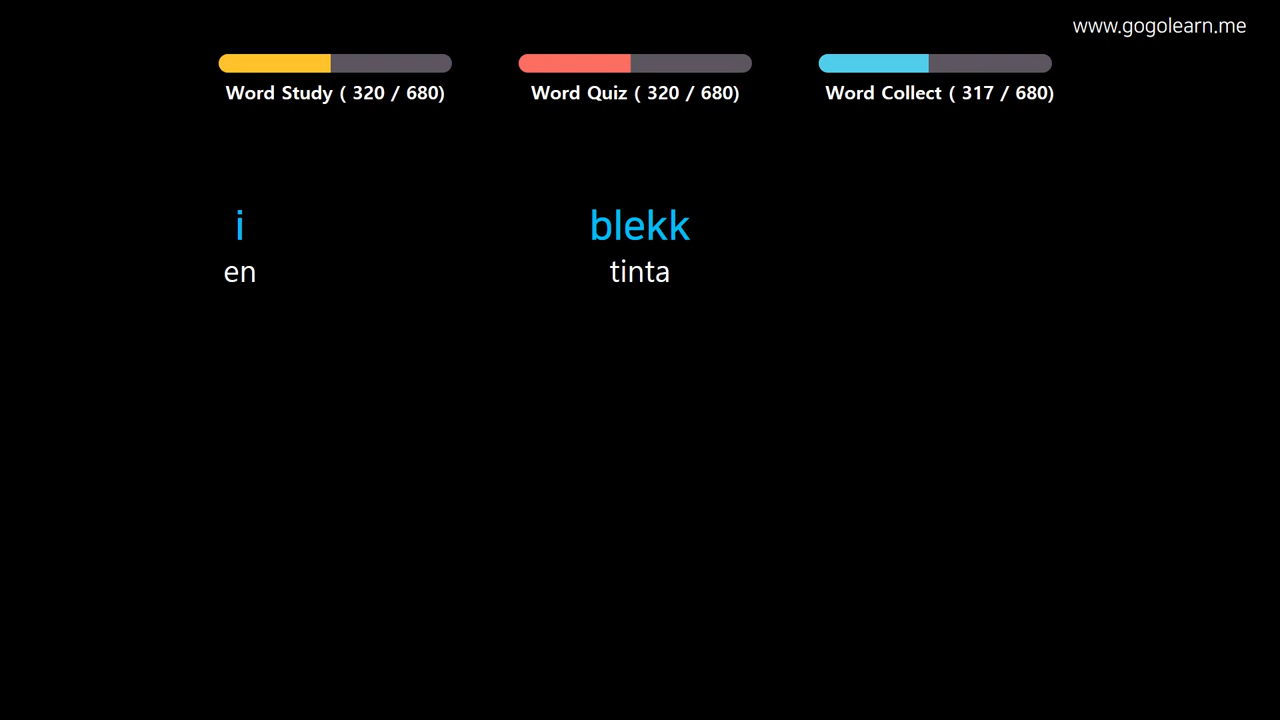 www.gogolearn.me
Word Study ( 320 / 680)
Word Quiz ( 320 / 680)
Word Collect ( 317 / 680)
i
en
blekk
tinta